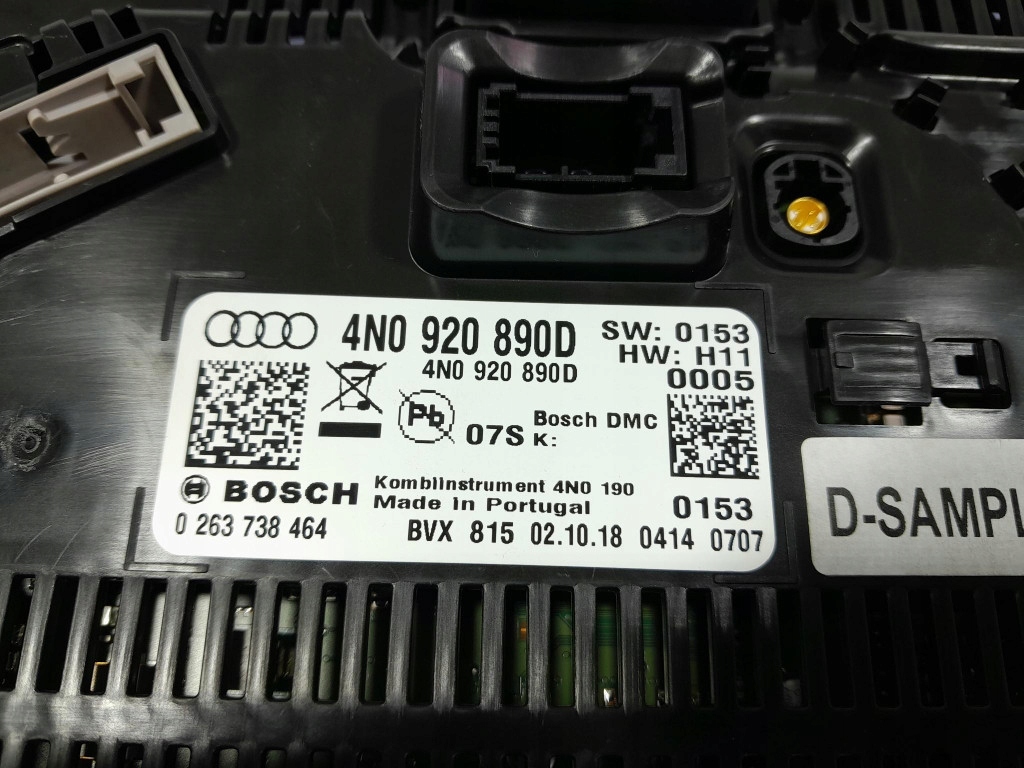 4N0 920 890D
4N0 920 890D
SW: 0153
HW: H11
0005
Pb
07S
Bosch DMC
K:
BOSCH
Kombiinstrument 4N0 190
Made in Portugal
0153
0 263 738 464
BVX 815 02.10.18 0414 0707
D-SAMPL